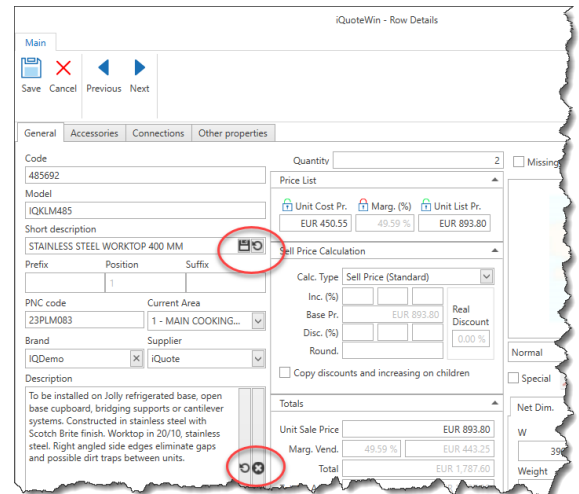 iQuoteWin - Row Details
Main
Save Cancel Previous Next
General Accessories Connections Other properties
Code
485692
Model
IQKLM485
Short description
STAINLESS STEEL WORKTOP 400 MM
Prefix Position Suffix
1
PNC code Current Area
23PLM083 1 - MAIN COOKING...
Brand Supplier
IQDemo iQuote
Description
To be installed on Jolly refrigerated base, open
base cupboard, bridging supports or cantilever
systems. Constructed in stainless steel with
Scotch Brite finish. Worktop in 20/10, stainless
steel. Right angled side edges eliminate gaps
and possible dirt traps between units.
Quantity 2
Price List
Unit Cost Pr. Marg. (%) Unit List Pr.
EUR 450.55 49.59 % EUR 893.80
Sell Price Calculation
Calc. Type Sell Price (Standard)
Inc. (%)
Base Pr. EUR 893.80
Disc. (%)
Round.
Real
Discount
0.00 %
Copy discounts and increasing on children
Totals
Unit Sale Price EUR 893.80
Marg. Vend. 49.59 % EUR 443.25
Total EUR 1,787.60
Missing
Normal
Special
Net Dim.
W
Weight